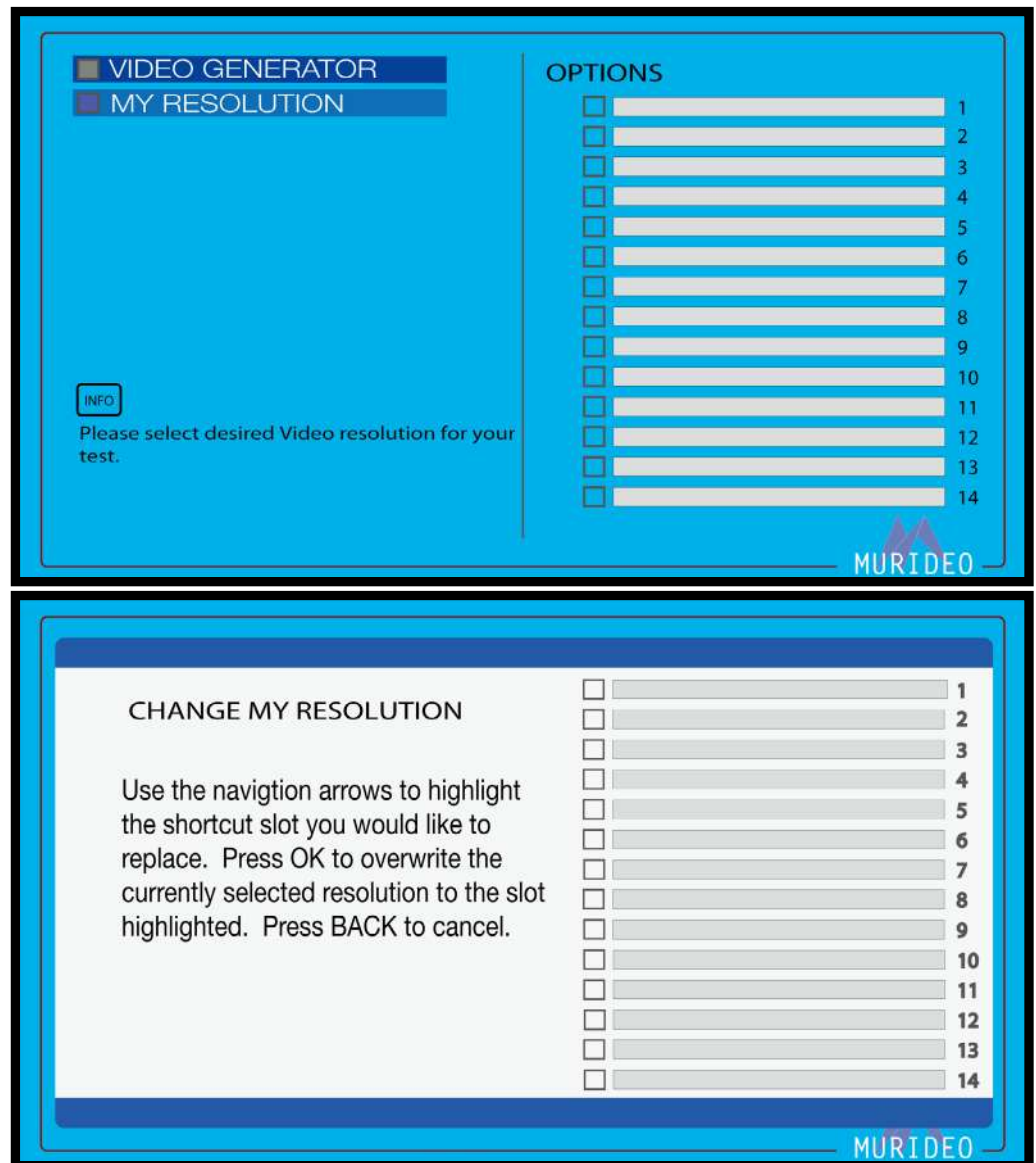 VIDEO GENERATOR
MY RESOLUTION
INFO
Please select desired Video resolution for your
test.
OPTIONS
1
2
3
4
5
6
7
8
9
10
11
12
13
14
MURIDEO
CHANGE MY RESOLUTION
Use the navigtion arrows to highlight
the shortcut slot you would like to
replace.  Press OK to overwrite the
currently selected resolution to the slot
highlighted.  Press BACK to cancel.
1
2
3
4
5
6
7
8
9
10
11
12
13
14
MURIDEO